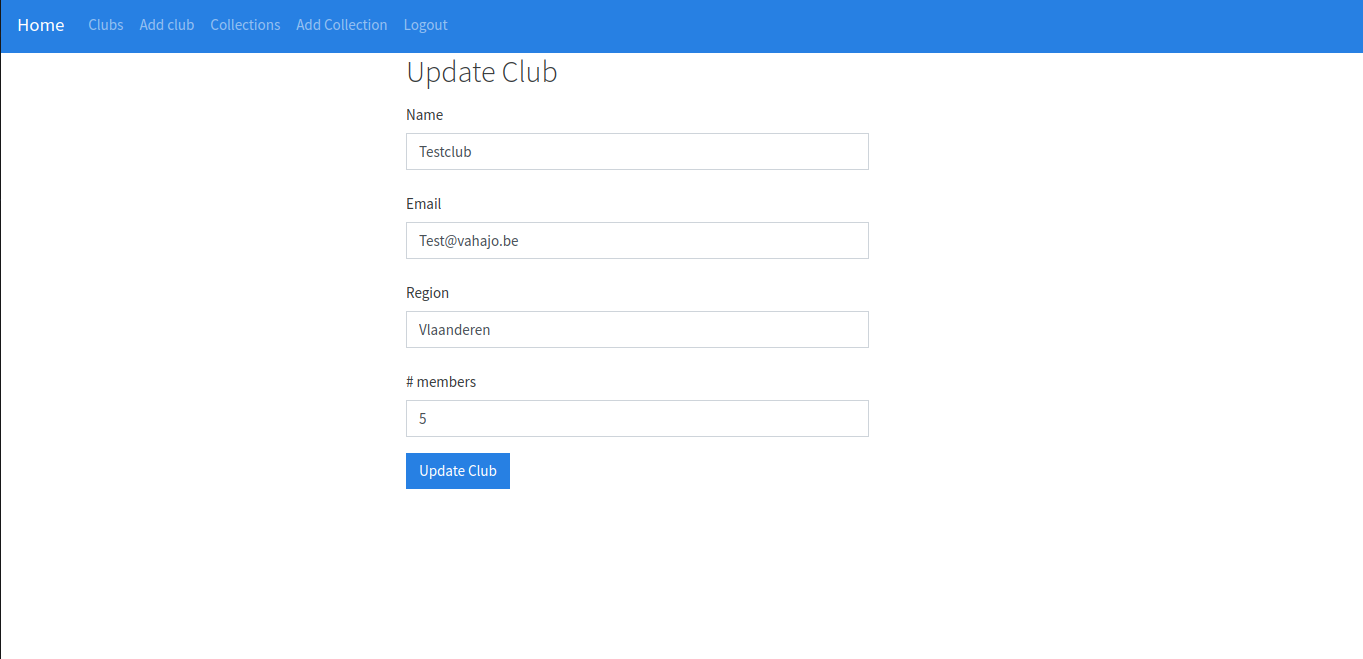 Home Clubs Add club Collections Add Collection Logout
Update Club
Name
Testclub
Email
Test@vahajo.be
Region
Vlaanderen
# members
5
Update Club